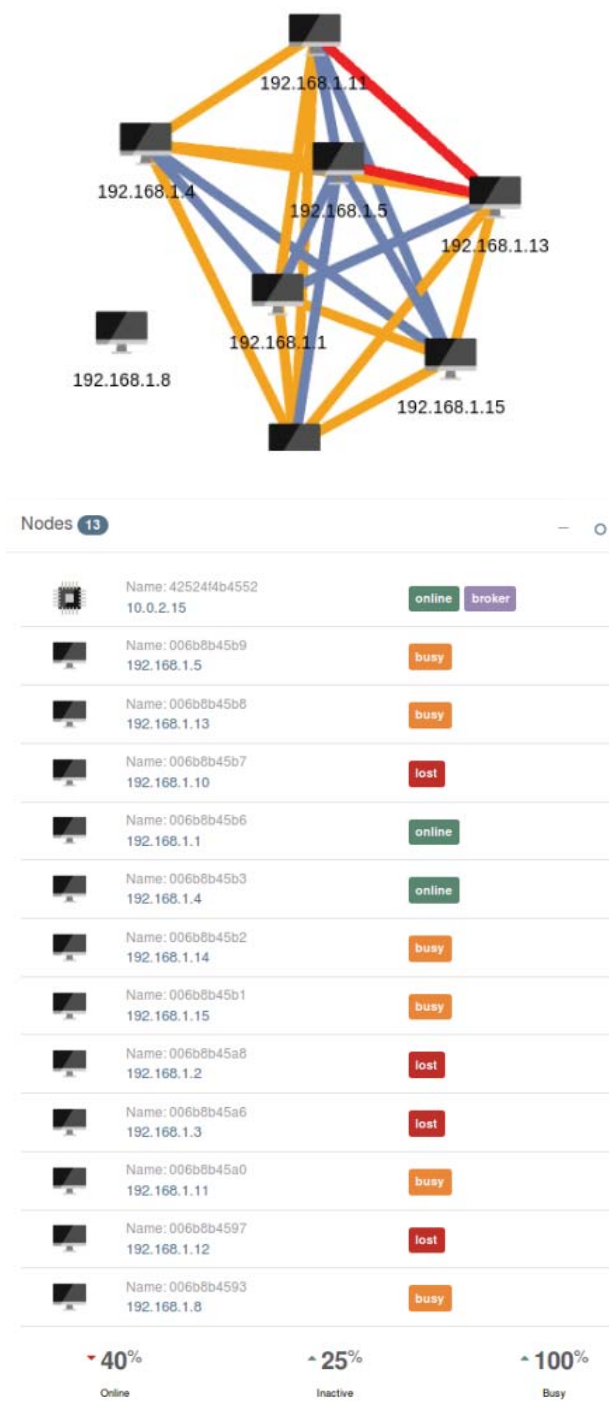 192.168.1.11
192.168.1.4
192.168.1.5
192.168.1.13
192.168.1.1
192.168.1.8
192.168.1.15
Nodes 13
Name: 42524f4b4552
10.0.2.15
online broker
Name: 006b8b45b9
192.168.1.5
busy
Name: 006b8b45b8
192.168.1.13
busy
Name: 006b8b45b7
192.168.1.10
lost
Name: 006b8b45b6
192.168.1.1
online
Name: 006b8b45b3
192.168.1.4
online
Name: 006b8b45b2
192.168.1.14
busy
Name: 006b8b45b1
192.168.1.15
busy
Name: 006b8b45a8
192.168.1.2
lost
Name: 006b8b45a6
192.168.1.3
lost
Name: 006b8b45a0
192.168.1.11
busy
Name: 006b8b4597
192.168.1.12
lost
Name: 006b8b4593
192.168.1.8
busy
40% 25% 100%
Online Inactive Busy